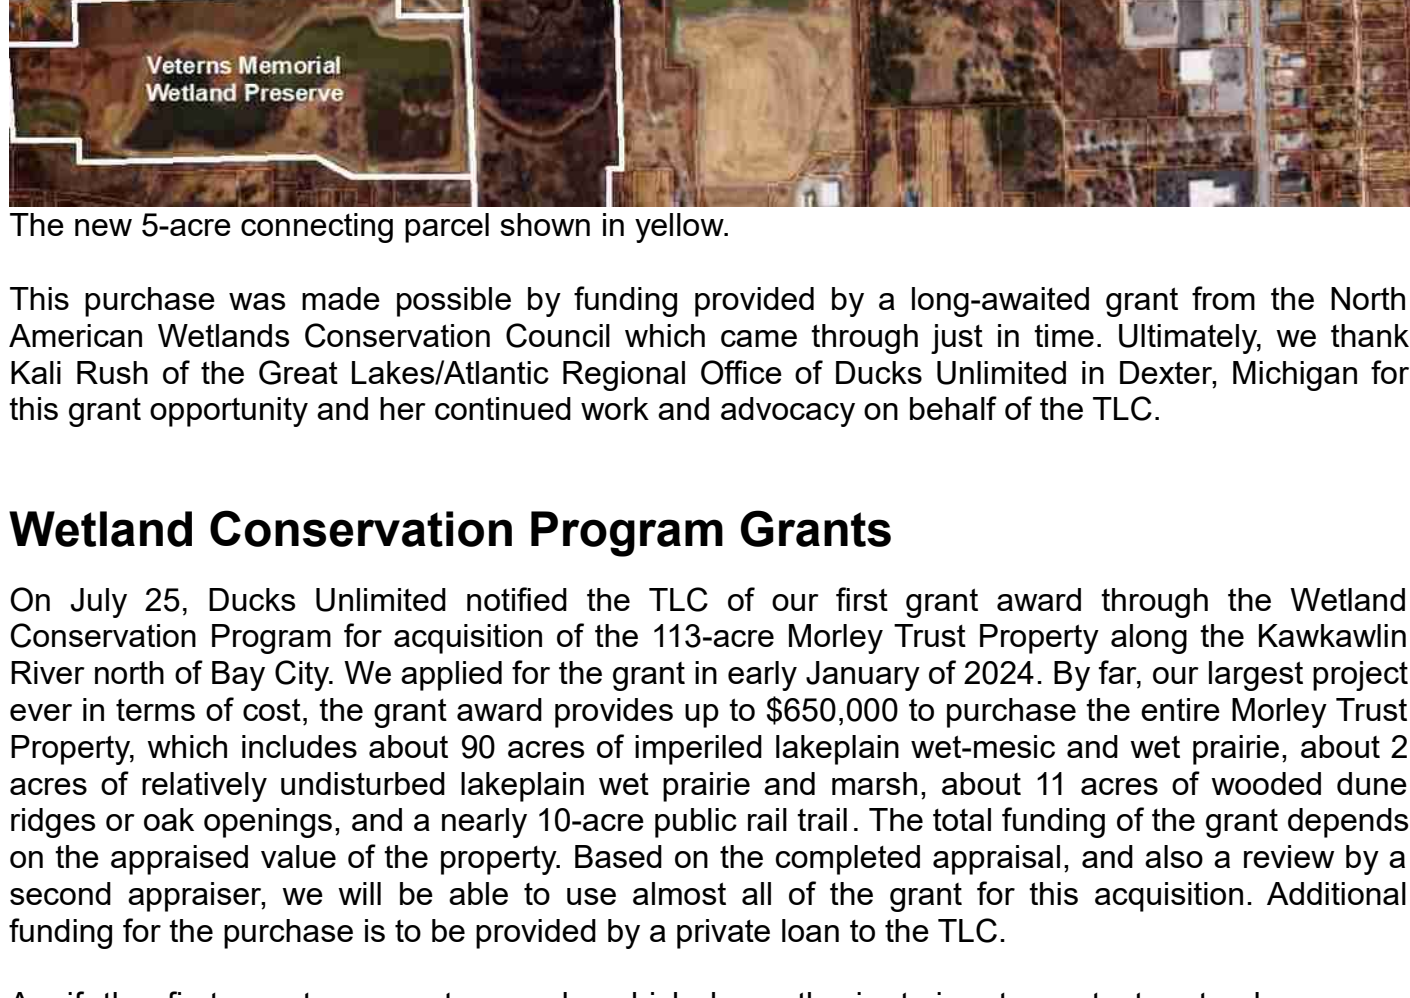 Veterns Memorial
Wetland Preserve
The new 5-acre connecting parcel shown in yellow.
This purchase was made possible by funding provided by a long-awaited grant from the North
American Wetlands Conservation Council which came through just in time. Ultimately, we thank
Kali Rush of the Great Lakes/Atlantic Regional Office of Ducks Unlimited in Dexter, Michigan for
this grant opportunity and her continued work and advocacy on behalf of the TLC.
Wetland Conservation Program Grants
On July 25, Ducks Unlimited notified the TLC of our first grant award through the Wetland
Conservation Program for acquisition of the 113-acre Morley Trust Property along the Kawkawlin
River north of Bay City. We applied for the grant in early January of 2024. By far, our largest project
ever in terms of cost, the grant award provides up to $650,000 to purchase the entire Morley Trust
Property, which includes about 90 acres of imperiled lakeplain wet-mesic and wet prairie, about 2
acres of relatively undisturbed lakeplain wet prairie and marsh, about 11 acres of wooded dune
ridges or oak openings, and a nearly 10-acre public rail trail. The total funding of the grant depends
on the appraised value of the property. Based on the completed appraisal, and also a review by a
second appraiser, we will be able to use almost all of the grant for this acquisition. Additional
funding for the purchase is to be provided by a private loan to the TLC.